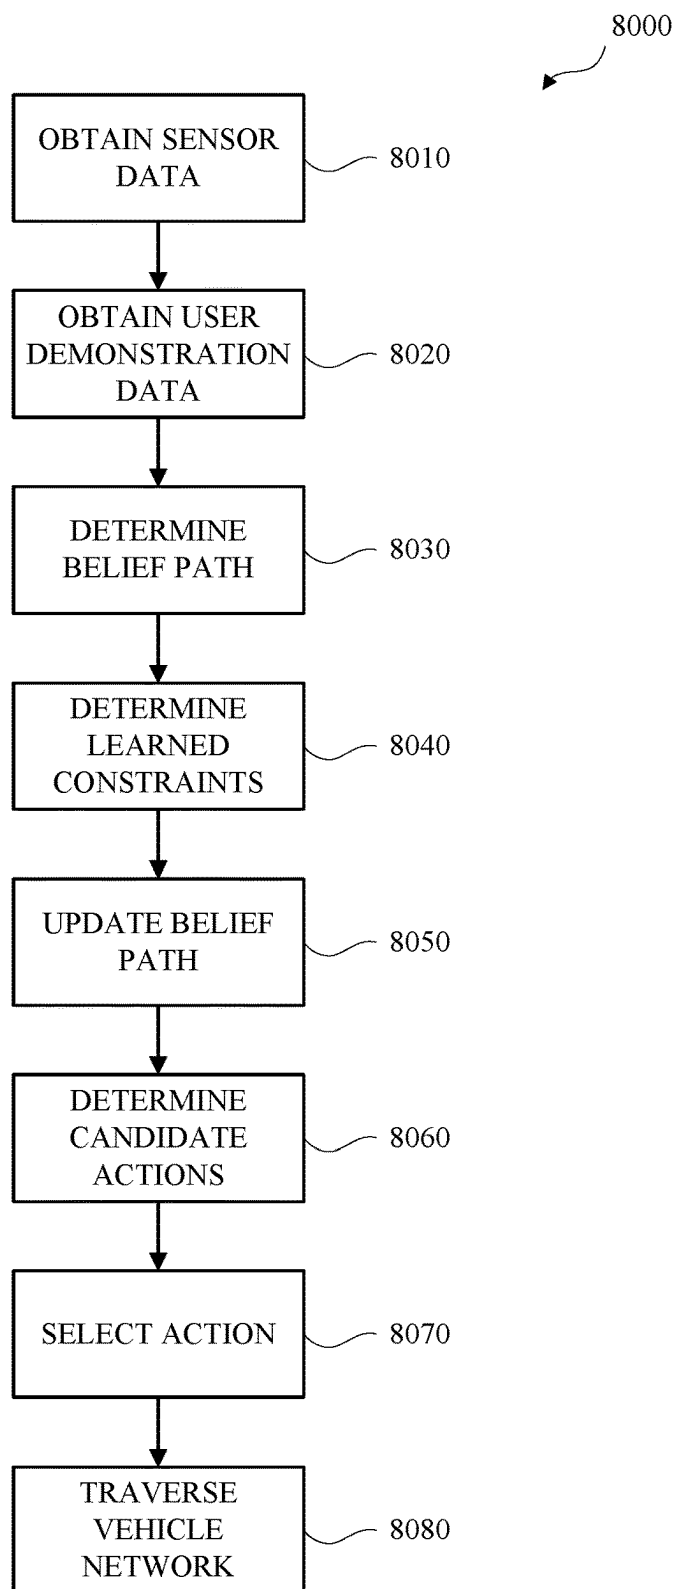 8000
OBTAIN SENSOR
DATA
8010
OBTAIN USER
DEMONSTRATION
DATA
8020
DETERMINE
BELIEF PATH
8030
DETERMINE
LEARNED
CONSTRAINTS
8040
UPDATE BELIEF
PATH
8050
DETERMINE
CANDIDATE
ACTIONS
8060
SELECT ACTION
8070
TRAVERSE
VEHICLE
NETWORK
8080